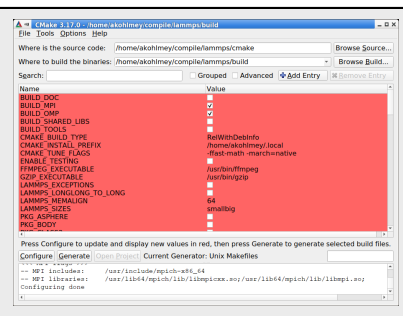 CMake 3.17.0 - /home/akohlmey/compile/lammps/build
File Tools Options Help
Where is the source code: /home/akohlmey/compile/lammps/cmake Browse Source...
Where to build the binaries: /home/akohlmey/compile/lammps/build Browse Build...
Search: Grouped Advanced Add Entry Remove Entry
Name Value
BUILD_DOC
BUILD_MPI
BUILD_OMP
BUILD_SHARED_LIBS
BUILD_TOOLS
CMAKE_BUILD_TYPE RelWithDebInfo
CMAKE_INSTALL_PREFIX /home/akohlmey/.local
CMAKE_TUNE_FLAGS -ffast-math -march=native
ENABLE_TESTING
FFMPEG_EXECUTABLE /usr/bin/ffmpeg
GZIP_EXECUTABLE /usr/bin/gzip
LAMMPS_EXCEPTIONS
LAMMPS_LONGLONG_TO_LONG
LAMMPS_MEMALIGN 64
LAMMPS_SIZES smallbig
PKG_ASPHERE
PKG_BODY
Press Configure to update and display new values in red, then press Generate to generate selected build files.
Configure Generate Open Project Current Generator: Unix Makefiles
-- MPI includes: /usr/include/mpich-x86_64
-- MPI libraries: /usr/lib64/mpich/lib/libmpicxx.so;/usr/lib64/mpich/lib/libmpi.so;
Configuring done